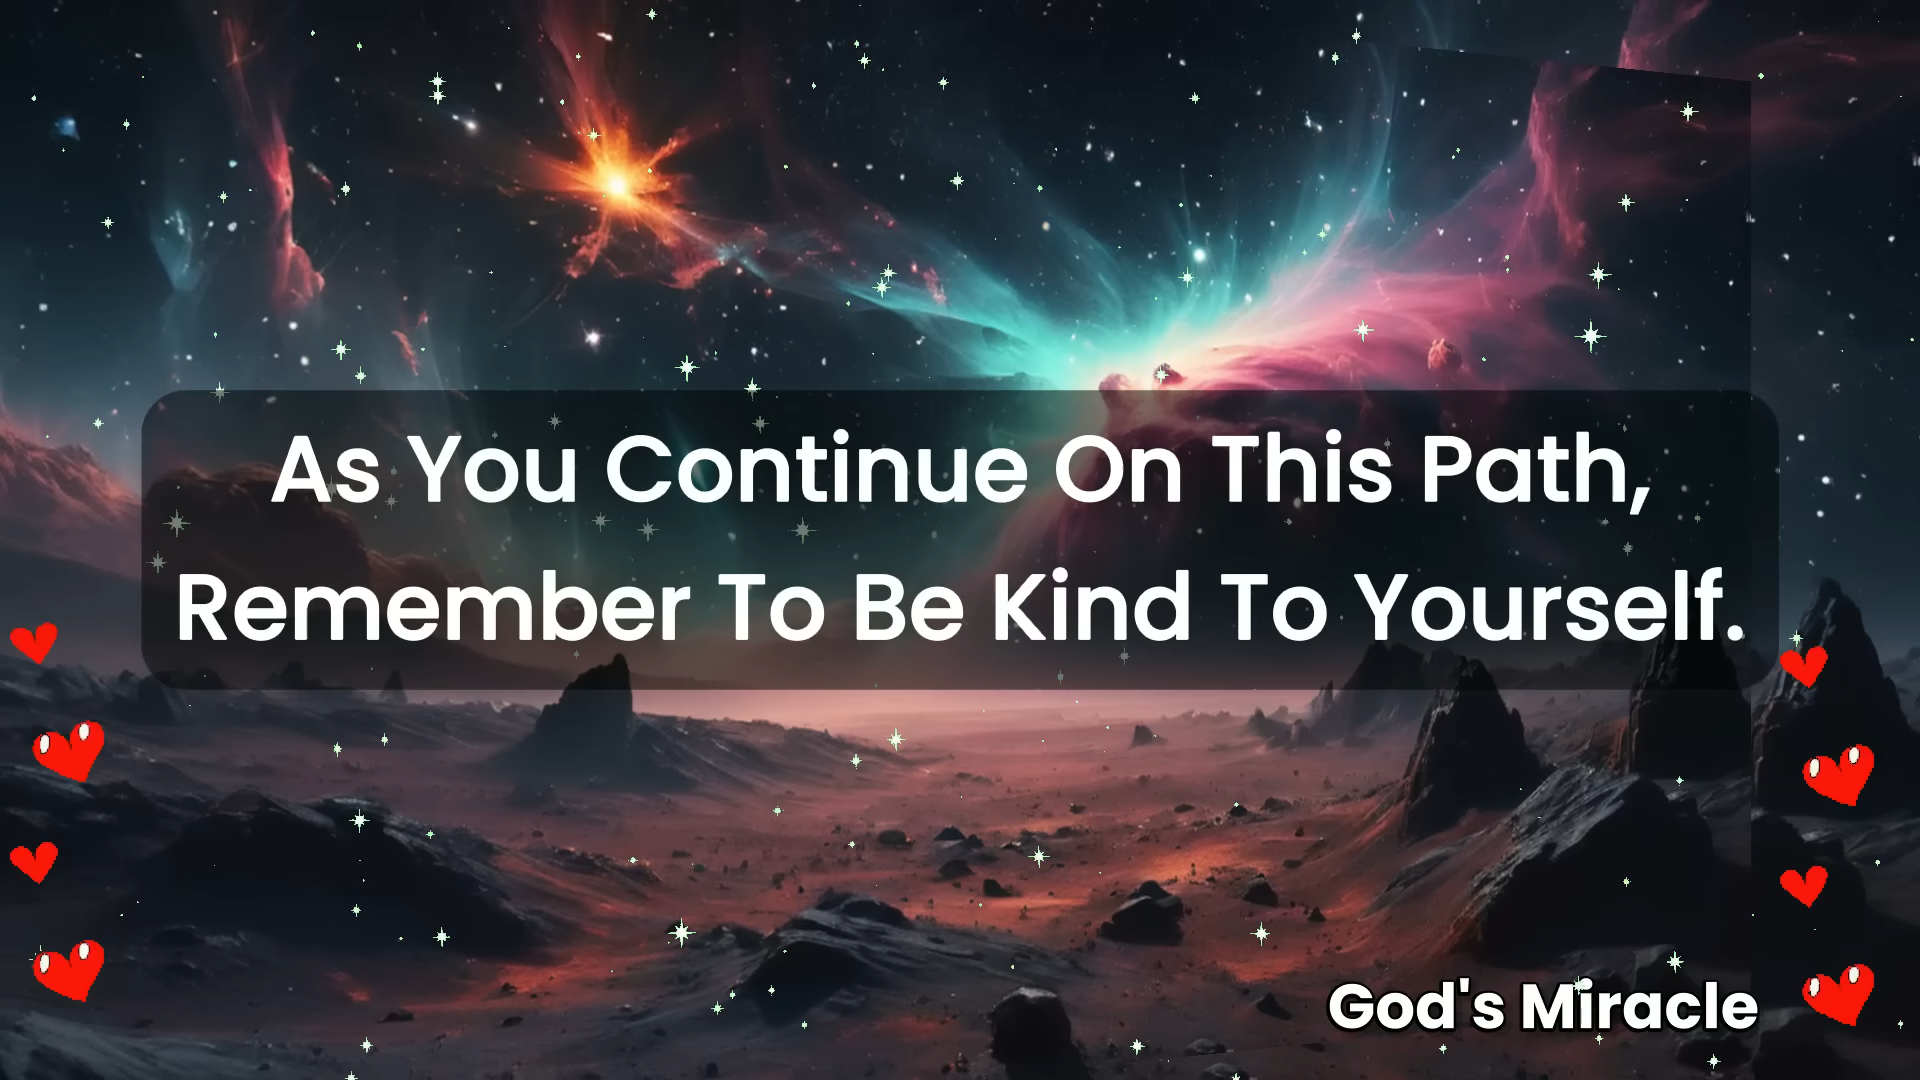 As You Continue On This Path,
Remember To Be Kind To Yourself.
God's Miracle